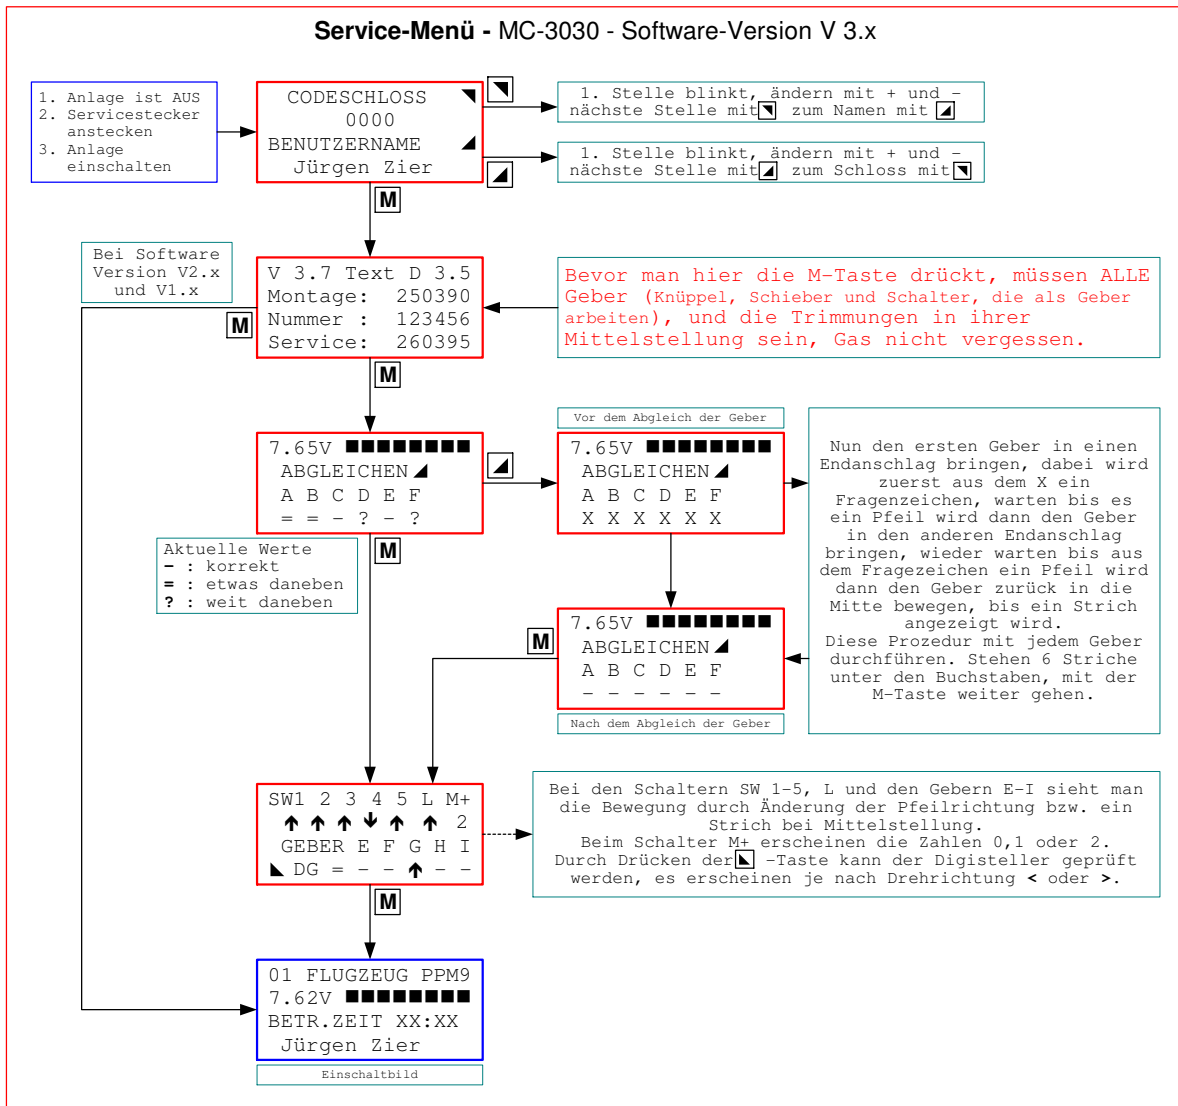 Service-Menü - MC-3030 - Software-Version V 3.x
1. Anlage ist AUS
2. Servicestecker
anstecken
3. Anlage
einschalten
CODESCHLOSS ◥
0000
BENUTZERNAME ◢
Jürgen Zier
◥
◢
1. Stelle blinkt, ändern mit + und -
nächste Stelle mit ◥ zum Namen mit ◢
1. Stelle blinkt, ändern mit + und -
nächste Stelle mit ◢ zum Schloss mit ◥
M
Bei Software
Version V2.x
und V1.x
M
V 3.7 Text D 3.5
Montage: 250390
Nummer : 123456
Service: 260395
Bevor man hier die M-Taste drückt, müssen ALLE
Geber (Knüppel, Schieber und Schalter, die als Geber
arbeiten), und die Trimmungen in ihrer
Mittelstellung sein, Gas nicht vergessen.
M
7.65V ■■■■■■■■
ABGLEICHEN ◢
A B C D E F
= = - ? - ?
◢
Aktuelle Werte
- : korrekt
= : etwas daneben
? : weit daneben
Vor dem Abgleich der Geber
7.65V ■■■■■■■■
ABGLEICHEN ◢
A B C D E F
X X X X X X
Nun den ersten Geber in einen
Endanschlag bringen, dabei wird
zuerst aus dem X ein
Fragenzeichen, warten bis es
ein Pfeil wird dann den Geber
in den anderen Endanschlag
bringen, wieder warten bis aus
dem Fragezeichen ein Pfeil wird
dann den Geber zurück in die
Mitte bewegen, bis ein Strich
angezeigt wird.
Diese Prozedur mit jedem Geber
durchführen. Stehen 6 Striche
unter den Buchstaben, mit der
M-Taste weiter gehen.
7.65V ■■■■■■■■
ABGLEICHEN ◢
A B C D E F
- - - - - -
Nach dem Abgleich der Geber
M
SW1 2 3 4 5 L M+
↑ ↑ ↑ ↓ ↑ ↑ 2
GEBER E F G H I
◣ DG = - - ↑ - -
Bei den Schaltern SW 1-5, L und den Gebern E-I sieht man
die Bewegung durch Änderung der Pfeilrichtung bzw. ein
Strich bei Mittelstellung.
Beim Schalter M+ erscheinen die Zahlen 0,1 oder 2.
Durch Drücken der ◣ -Taste kann der Digisteller geprüft
werden, es erscheinen je nach Drehrichtung < oder >.
M
01 FLUGZEUG PPM9
7.62V ■■■■■■■■
BETR.ZEIT XX:XX
Jürgen Zier
Einschaltbild